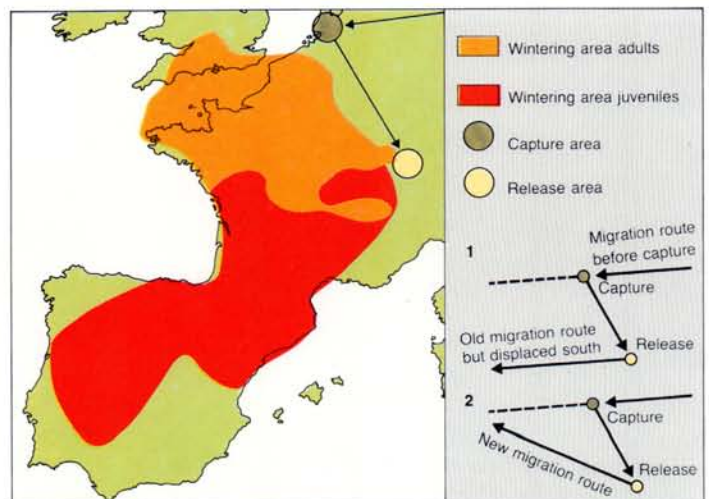 Wintering area adults
Wintering area juveniles
Capture area
Release area
1
Migration route
before capture
Capture
Old migration route
but displaced south
Release
2
Capture
New migration route
Release